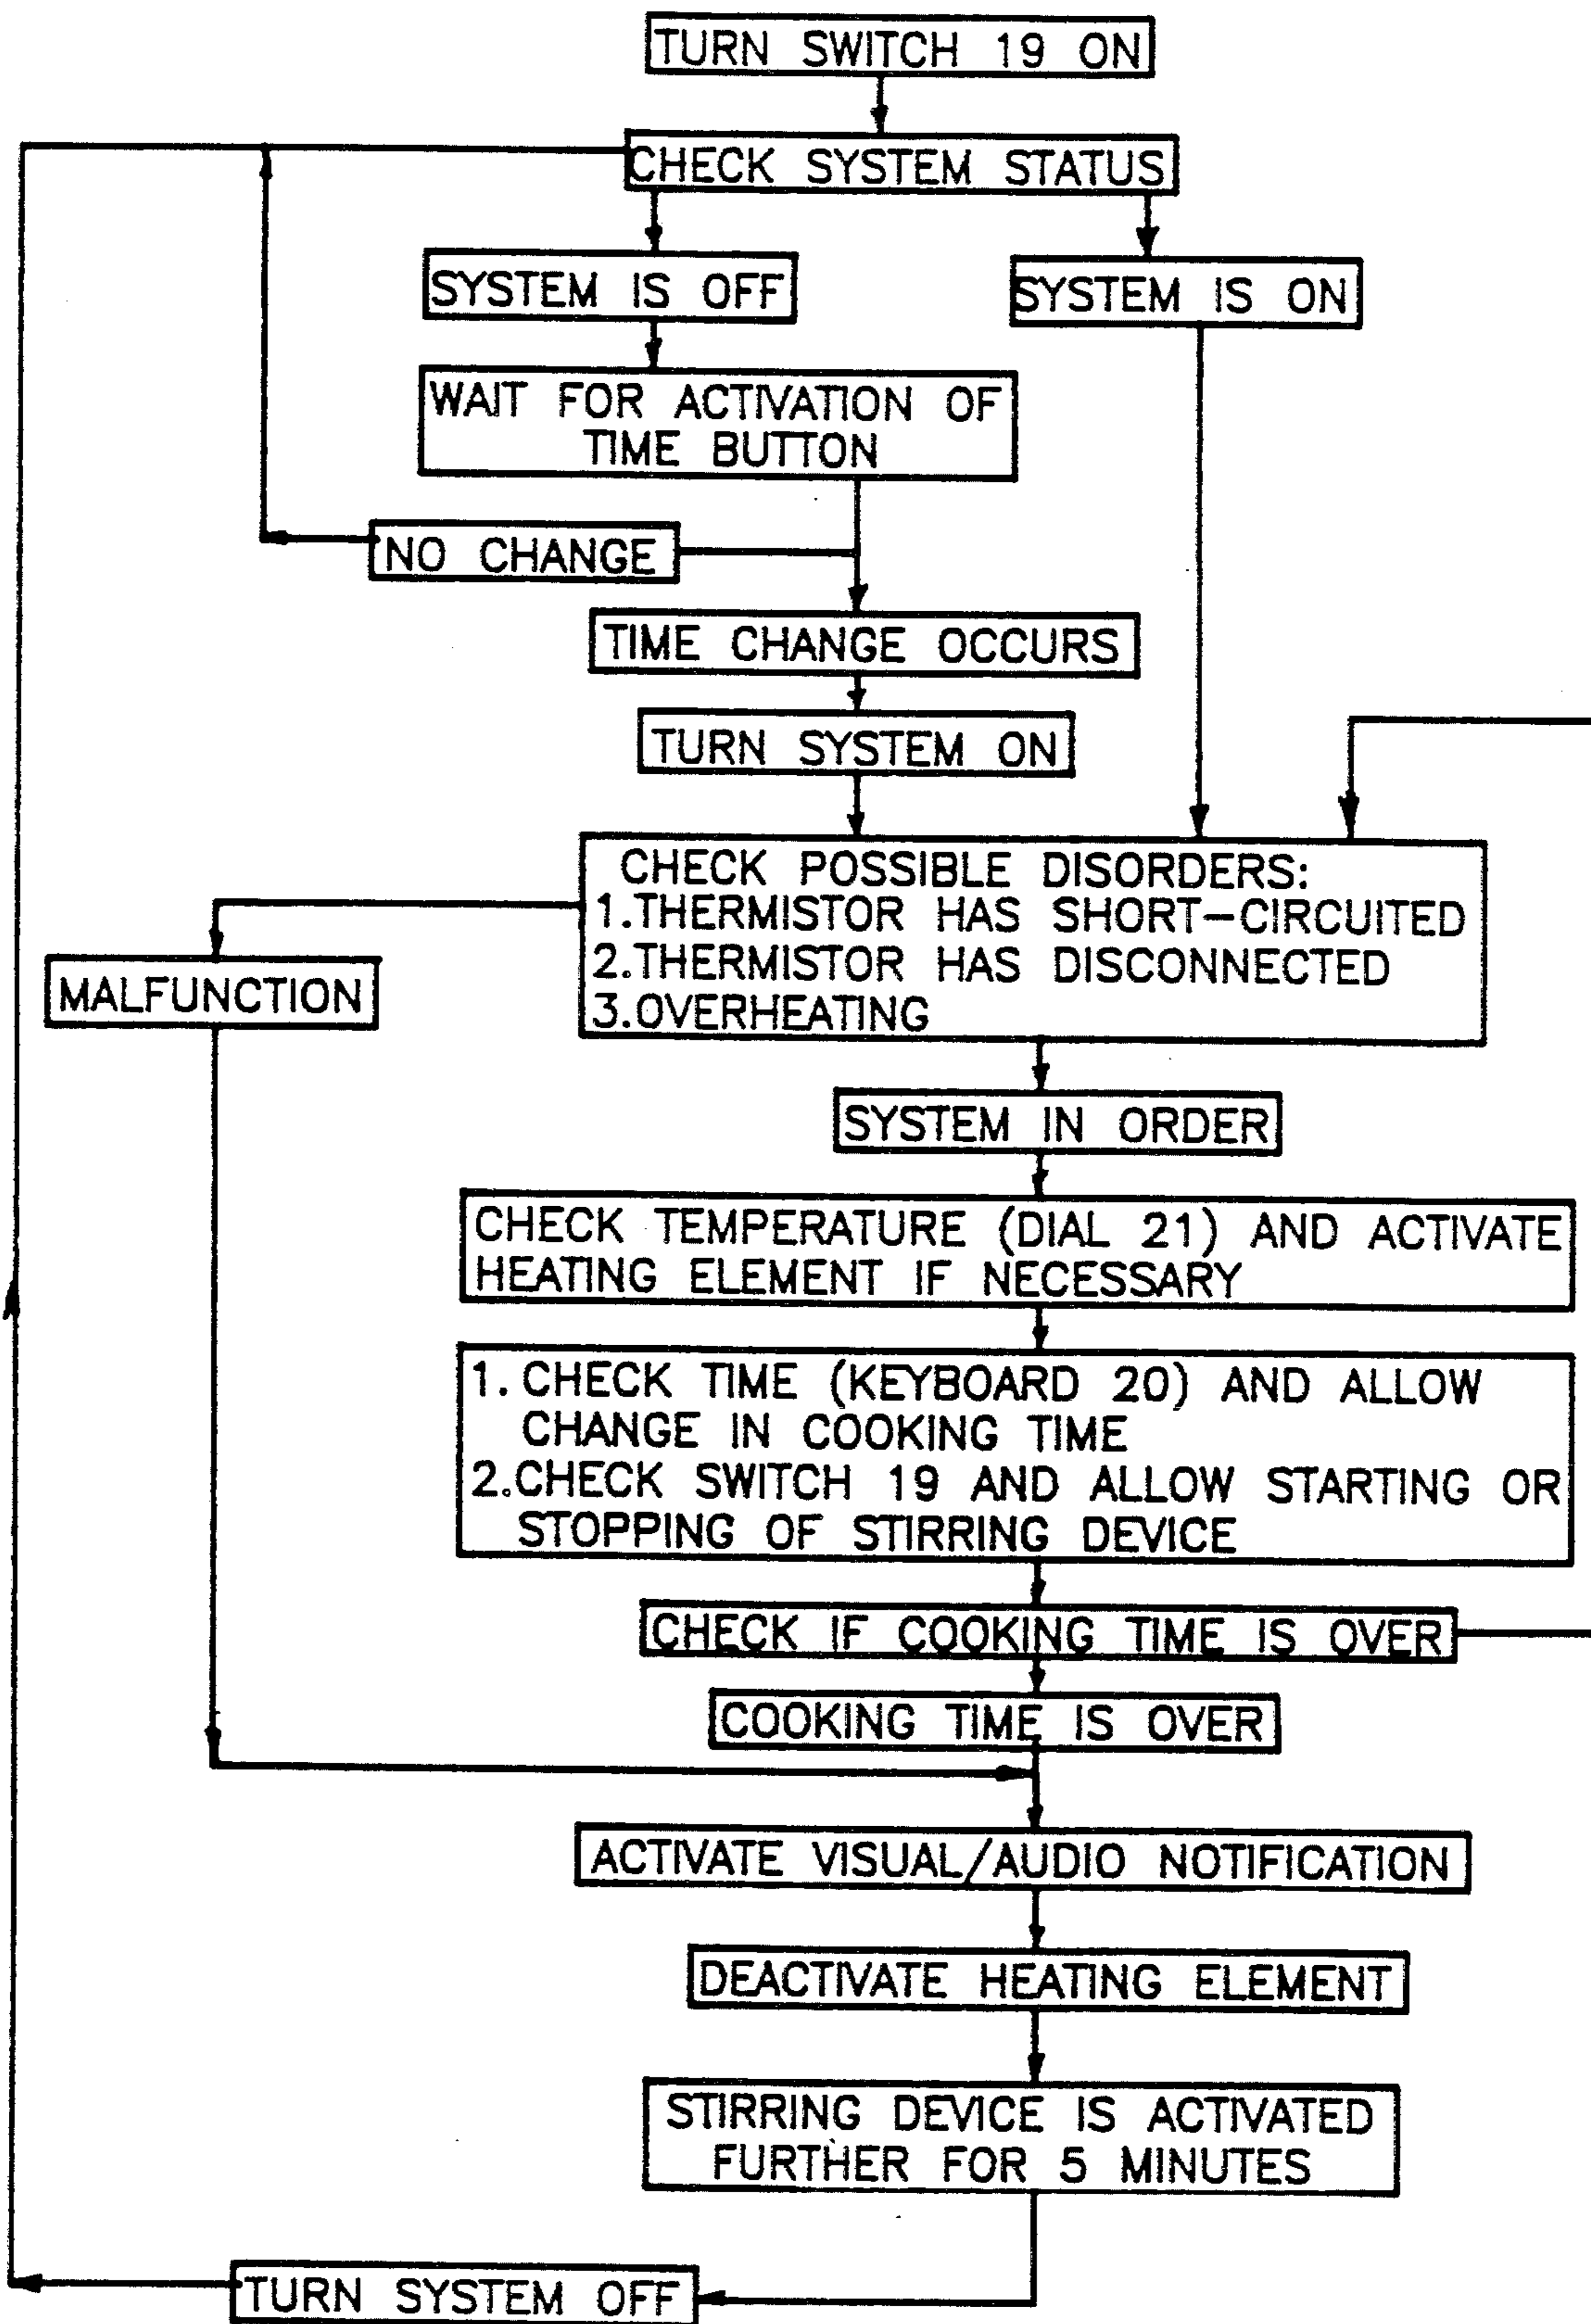 TURN SWITCH 19 ON
CHECK SYSTEM STATUS
SYSTEM IS OFF
SYSTEM IS ON
WAIT FOR ACTIVATION OF
TIME BUTTON
NO CHANGE
TIME CHANGE OCCURS
TURN SYSTEM ON
CHECK POSSIBLE DISORDERS:
1.THERMISTOR HAS SHORT-CIRCUITED
2.THERMISTOR HAS DISCONNECTED
3.OVERHEATING
MALFUNCTION
SYSTEM IN ORDER
CHECK TEMPERATURE (DIAL 21) AND ACTIVATE
HEATING ELEMENT IF NECESSARY
1. CHECK TIME (KEYBOARD 20) AND ALLOW
CHANGE IN COOKING TIME
2.CHECK SWITCH 19 AND ALLOW STARTING OR
STOPPING OF STIRRING DEVICE
CHECK IF COOKING TIME IS OVER
COOKING TIME IS OVER
ACTIVATE VISUAL/AUDIO NOTIFICATION
DEACTIVATE HEATING ELEMENT
STIRRING DEVICE IS ACTIVATED
FURTHER FOR 5 MINUTES
TURN SYSTEM OFF